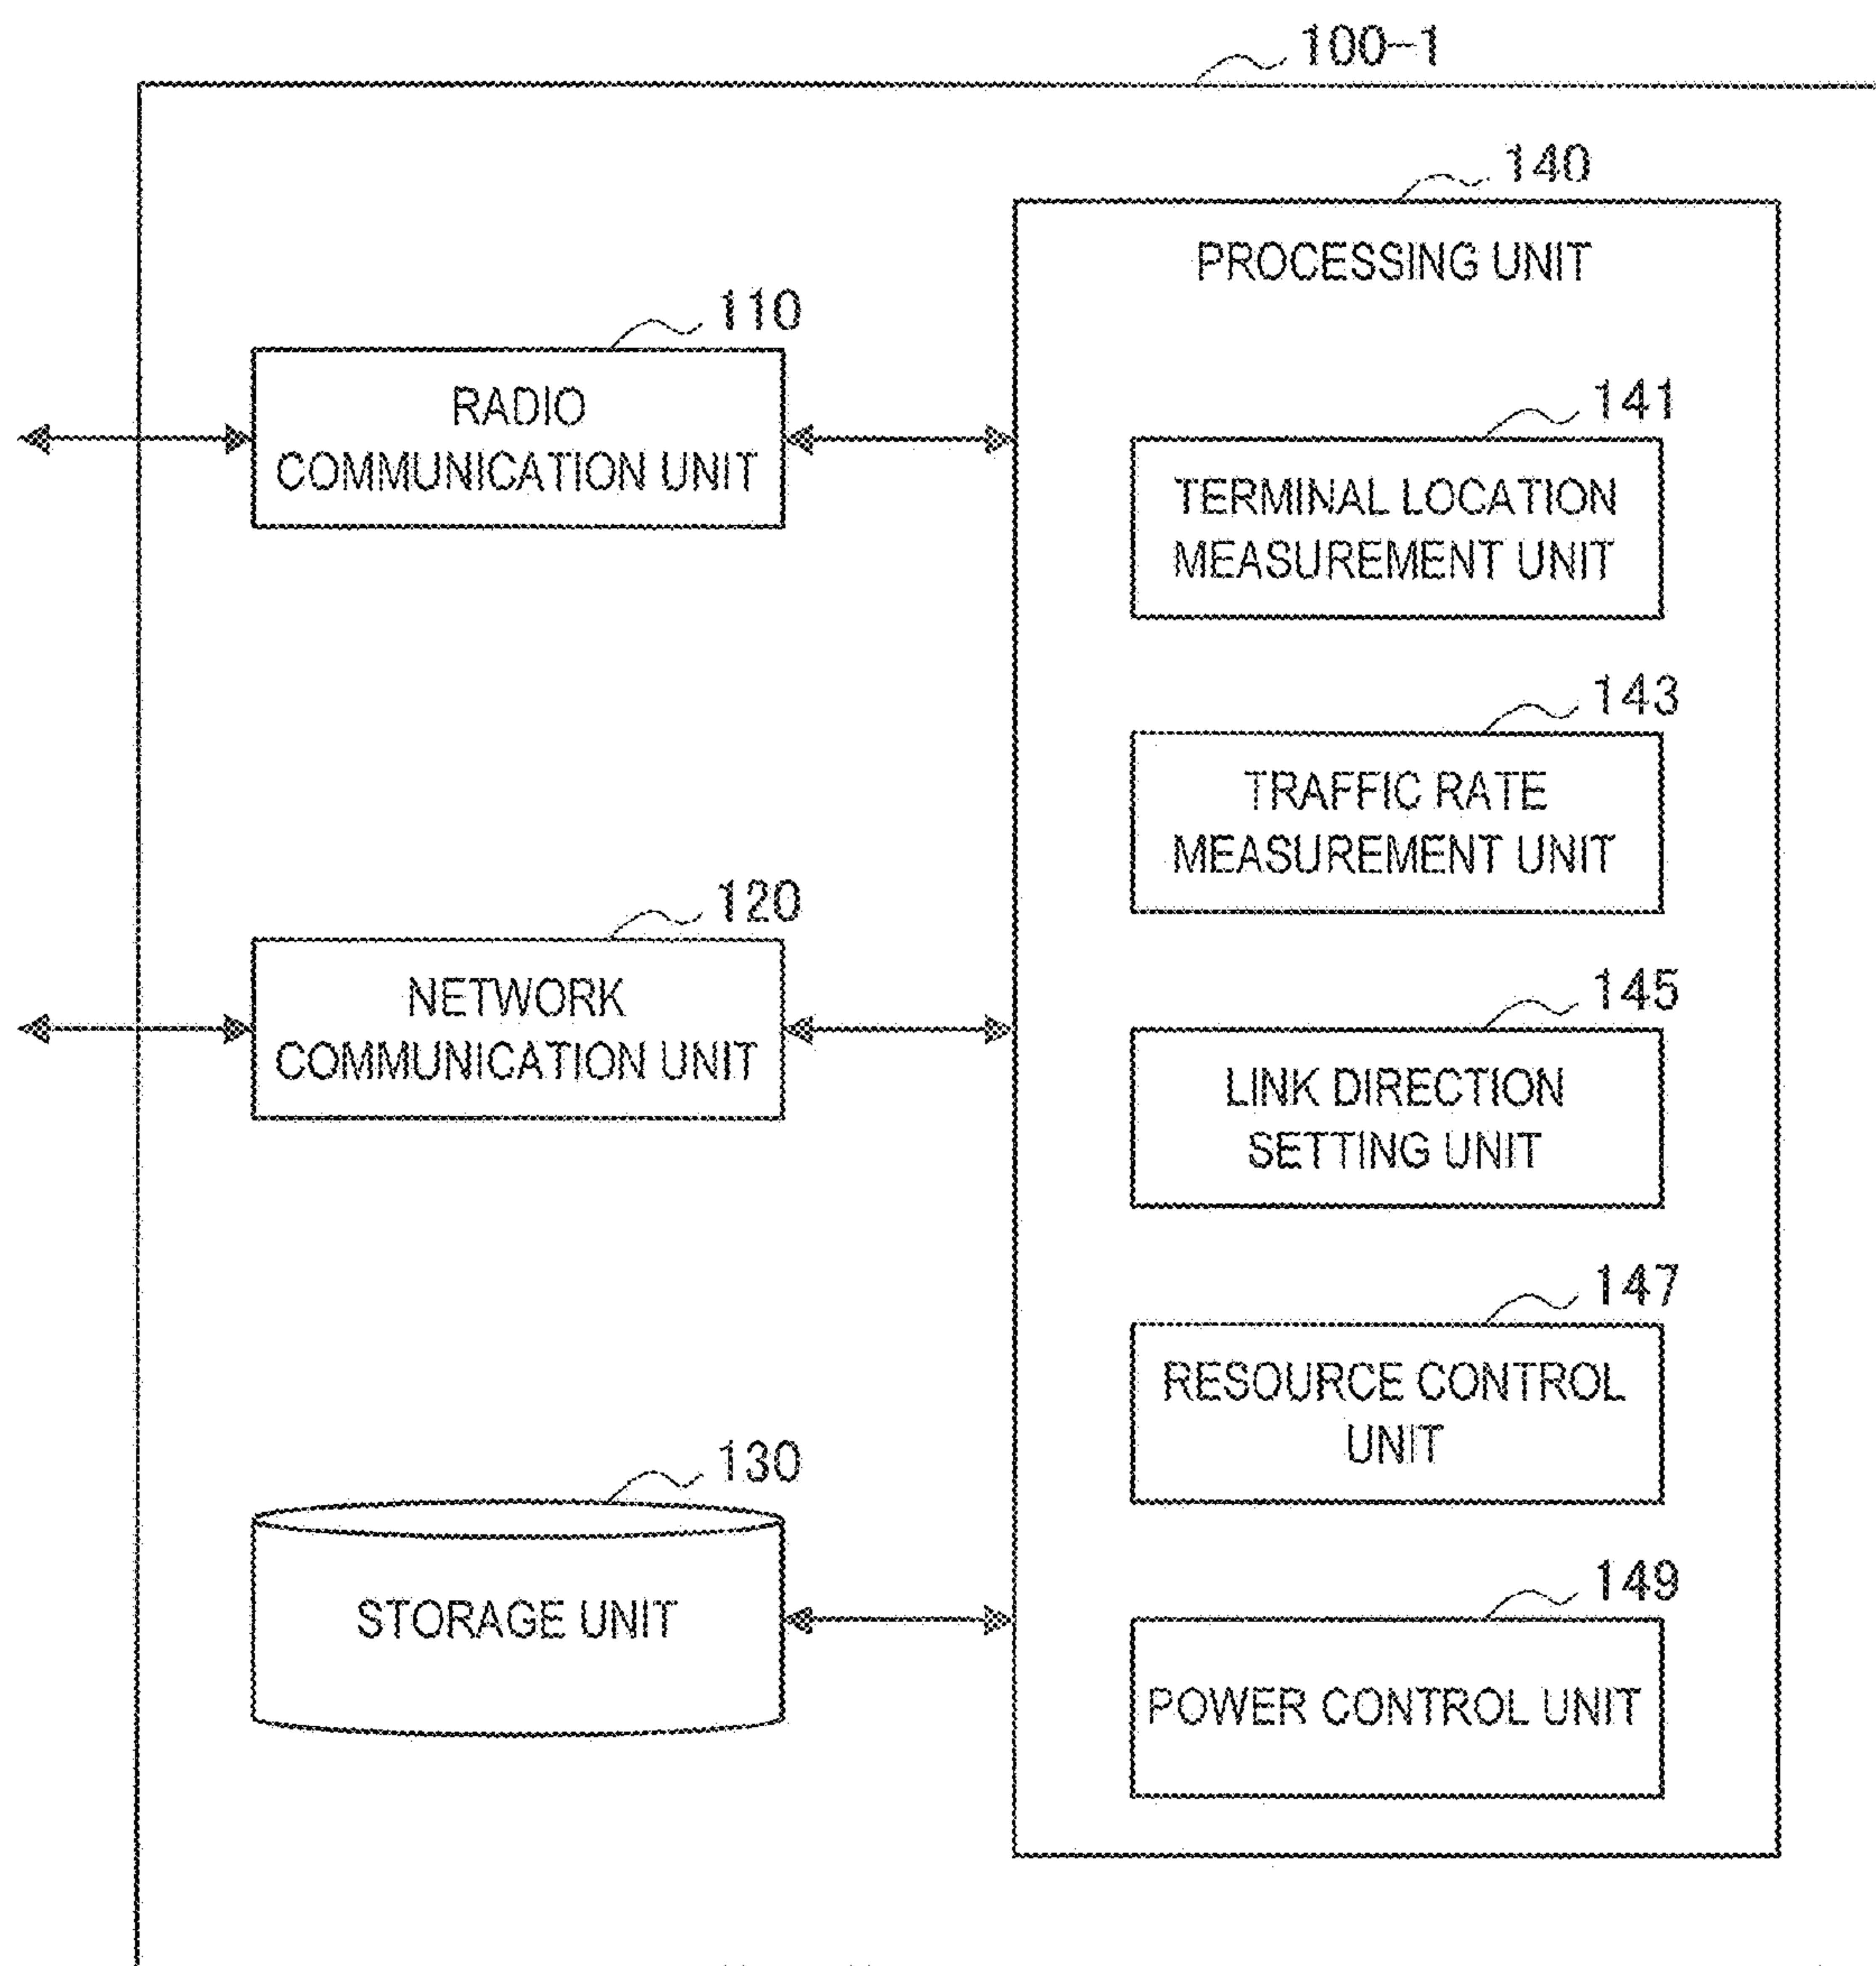 100-1
140
PROCESSING UNIT
110
RADIO
COMMUNICATION UNIT
141
TERMINAL LOCATION
MEASUREMENT UNIT
143
TRAFFIC RATE
MEASUREMENT UNIT
120
NETWORK
COMMUNICATION UNIT
145
LINK DIRECTION
SETTING UNIT
147
RESOURCE CONTROL
UNIT
130
STORAGE UNIT
149
POWER CONTROL UNIT